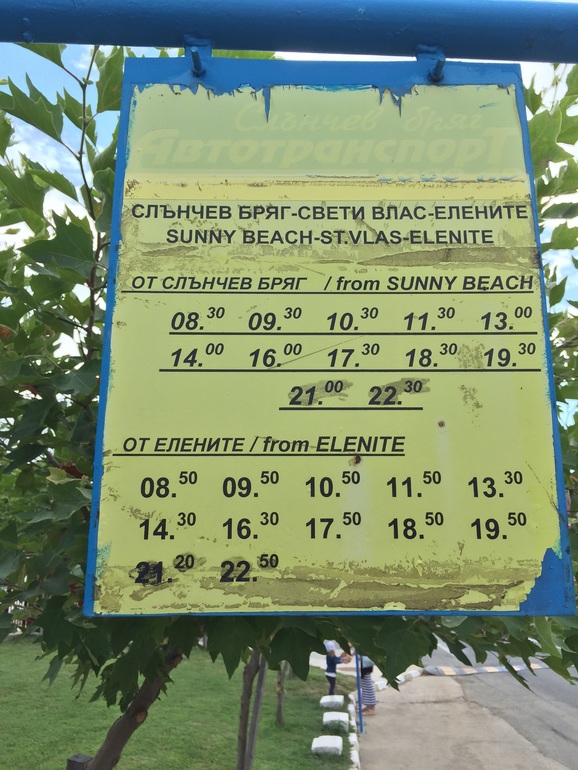 Слънчев бряг
Автотранспорт
СЛЪНЧЕВ БРЯГ-СВЕТИ ВЛАС-ЕЛЕНИТЕ
SUNNY BEACH-ST.VLAS-ELENITE
ОТ СЛЪНЧЕВ БРЯГ / from SUNNY BEACH
08.30 09.30 10.30 11.30 13.00
14.00 16.00 17.30 18.30 19.30
21.00 22.30
ОТ ЕЛЕНИТЕ / from ELENITE
08.50 09.50 10.50 11.50 13.30
14.30 16.30 17.50 18.50 19.50
21.20 22.50